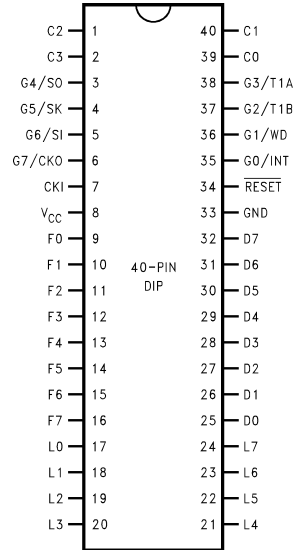 C2 1 40 C1
C3 2 39 C0
G4/SO 3 38 G3/T1A
G5/SK 4 37 G2/T1B
G6/SI 5 36 G1/WD
G7/CKO 6 35 G0/INT
CKI 7 34 RESET
VCC 8 33 GND
F0 9 32 D7
F1 10 31 D6
40-PIN
DIP
F2 11 30 D5
F3 12 29 D4
F4 13 28 D3
F5 14 27 D2
F6 15 26 D1
F7 16 25 D0
L0 17 24 L7
L1 18 23 L6
L2 19 22 L5
L3 20 21 L4